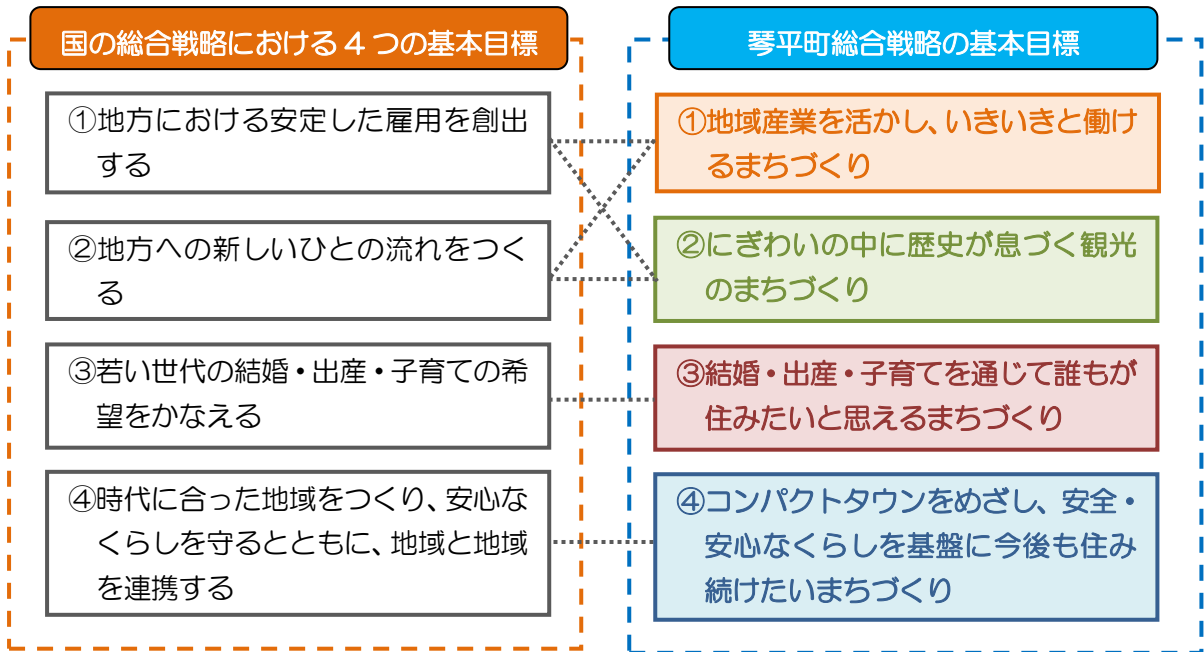 国の総合戦略における4つの基本目標
①地方における安定した雇用を創出
する
②地方への新しいひとの流れをつく
る
③若い世代の結婚・出産・子育ての希
望をかなえる
④時代に合った地域をつくり、安心な
くらしを守るとともに、地域と地域
を連携する
琴平町総合戦略の基本目標
①地域産業を活かし、いきいきと働け
るまちづくり
②にぎわいの中に歴史が息づく観光
のまちづくり
③結婚・出産・子育てを通じて誰もが
住みたいと思えるまちづくり
④コンパクトタウンをめざし、安全・
安心なくらしを基盤に今後も住み
続けたいまちづくり